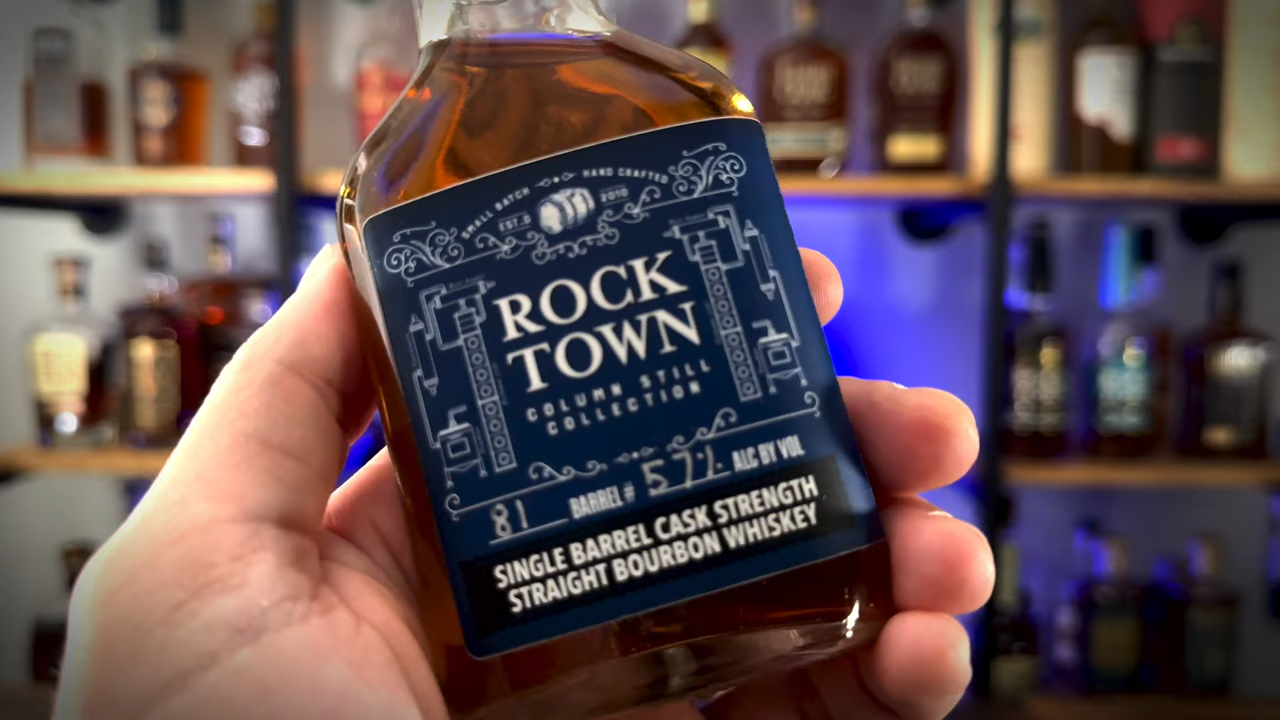 SMALL BATCH HAND CRAFTED
EST.D 2010
ROCK
TOWN
COLUMN STILL
COLLECTION
81 BARREL # 57% ALC BY VOL
SINGLE BARREL CASK STRENGTH
STRAIGHT BOURBON WHISKEY